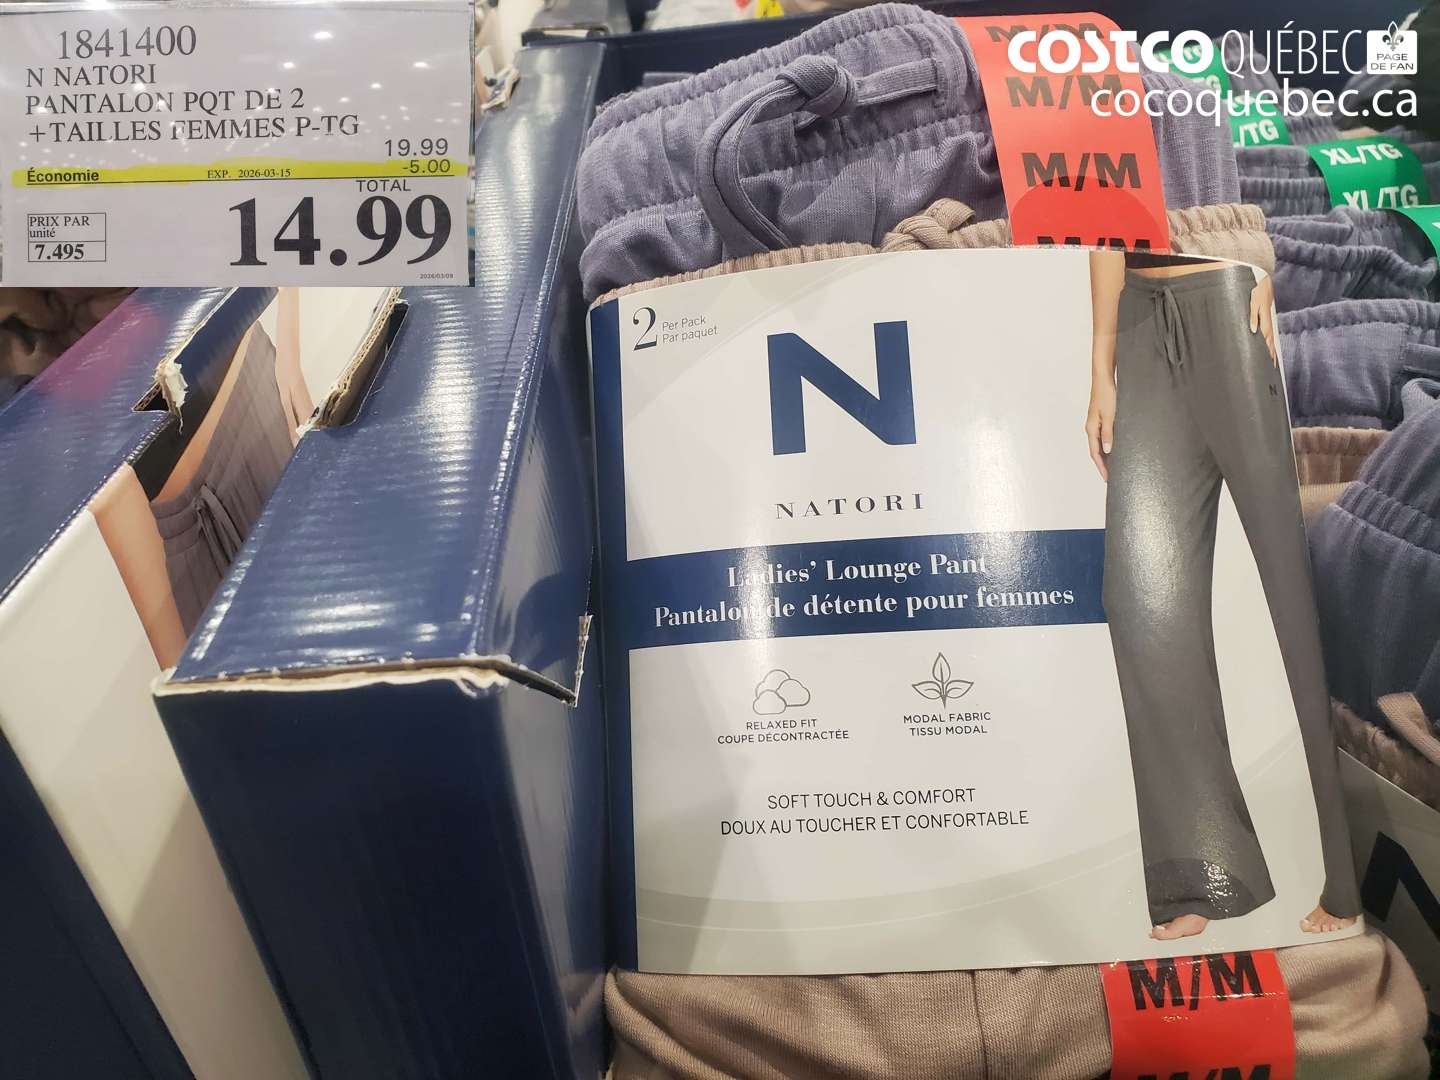 1841400
N NATORI
PANTALON PQT DE 2
+TAILLES FEMMES P-TG
19.99
Économie EXP. 2026-03-15 -5.00
TOTAL
14.99
PRIX PAR
unité
7.495
2026/03/09
COSTCO QUÉBEC
PAGE
DE FAN
cocoquebec.ca
M/M
M/M
M/M
M/M
L/TG
XL/TG
XL/TG
2 Per Pack
Par paquet
N
NATORI
Ladies' Lounge Pant
Pantalon de détente pour femmes
RELAXED FIT
COUPE DÉCONTRACTÉE
MODAL FABRIC
TISSU MODAL
SOFT TOUCH & COMFORT
DOUX AU TOUCHER ET CONFORTABLE
N
M/M